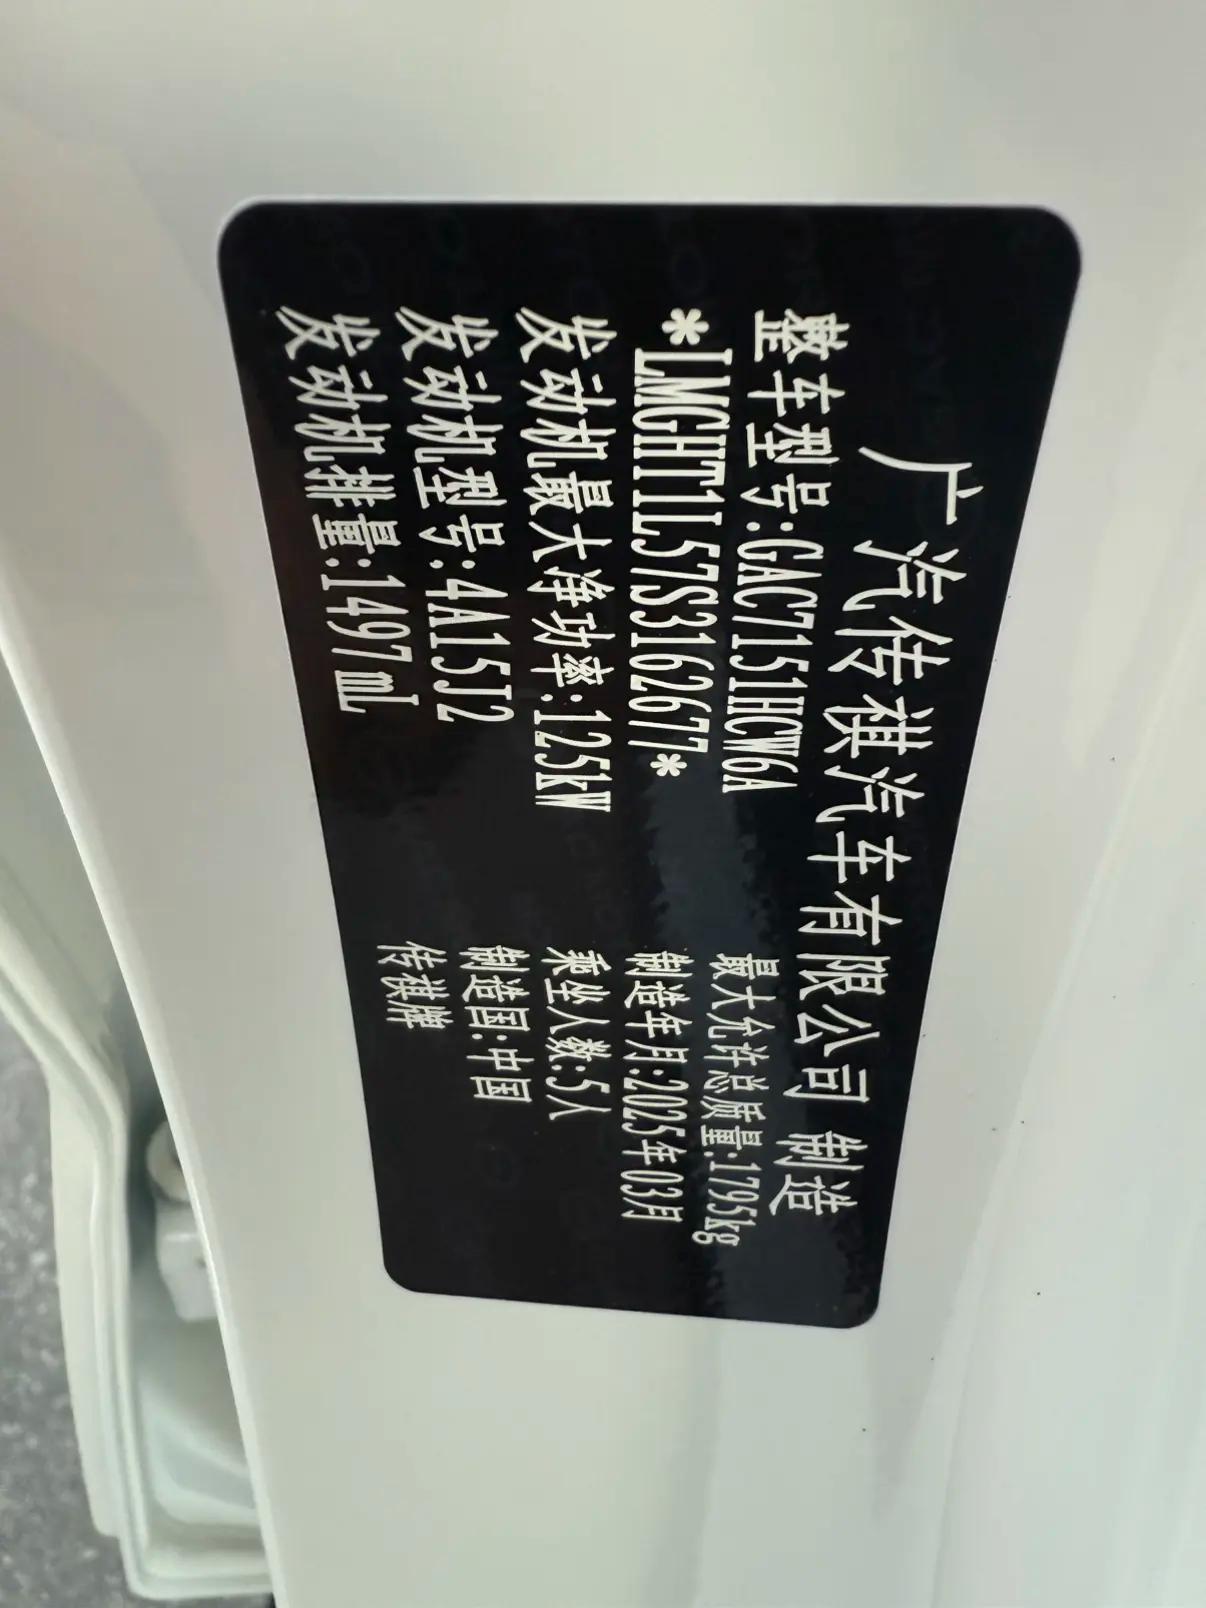 广汽传祺汽车有限公司 制造
整车型号:GAC7151HCW6A
*LMGHT1L57S3162677*
发动机最大净功率:125kW
发动机型号:4A15J2
发动机排量:1497mL
最大允许总质量:1795kg
制造年月:2025年03月
乘坐人数:5人
制造国:中国
传祺牌